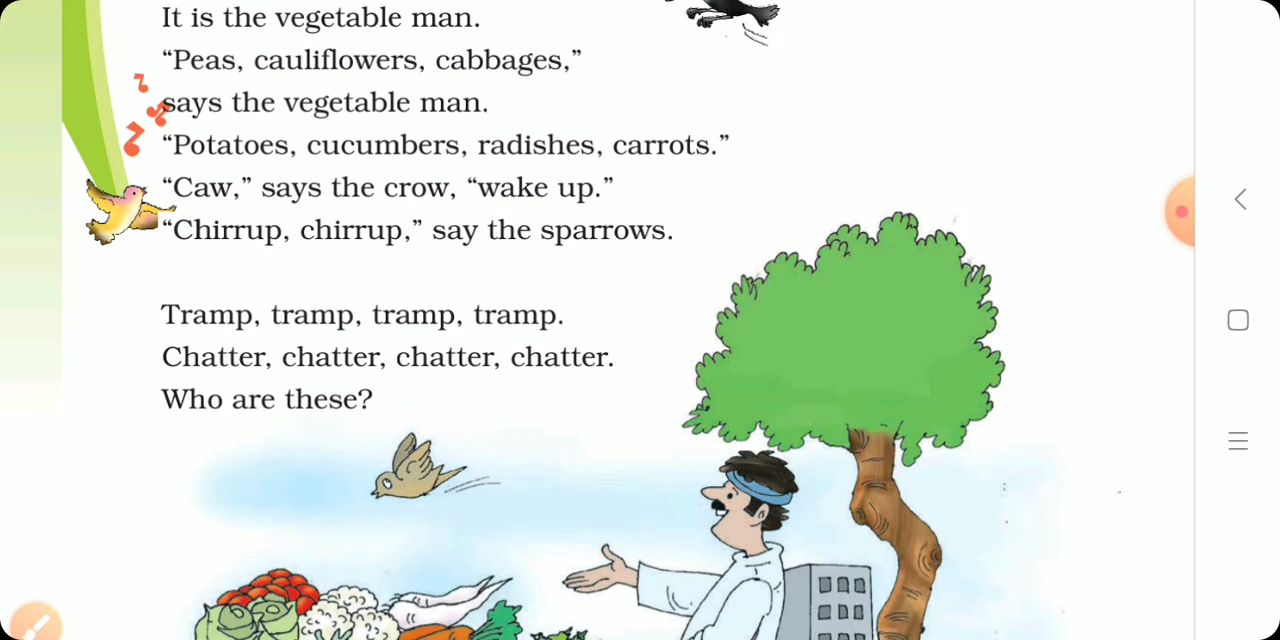 It is the vegetable man.
“Peas, cauliflowers, cabbages,”
says the vegetable man.
“Potatoes, cucumbers, radishes, carrots.”
“Caw,” says the crow, “wake up.”
“Chirrup, chirrup,” say the sparrows.
Tramp, tramp, tramp, tramp.
Chatter, chatter, chatter, chatter.
Who are these?